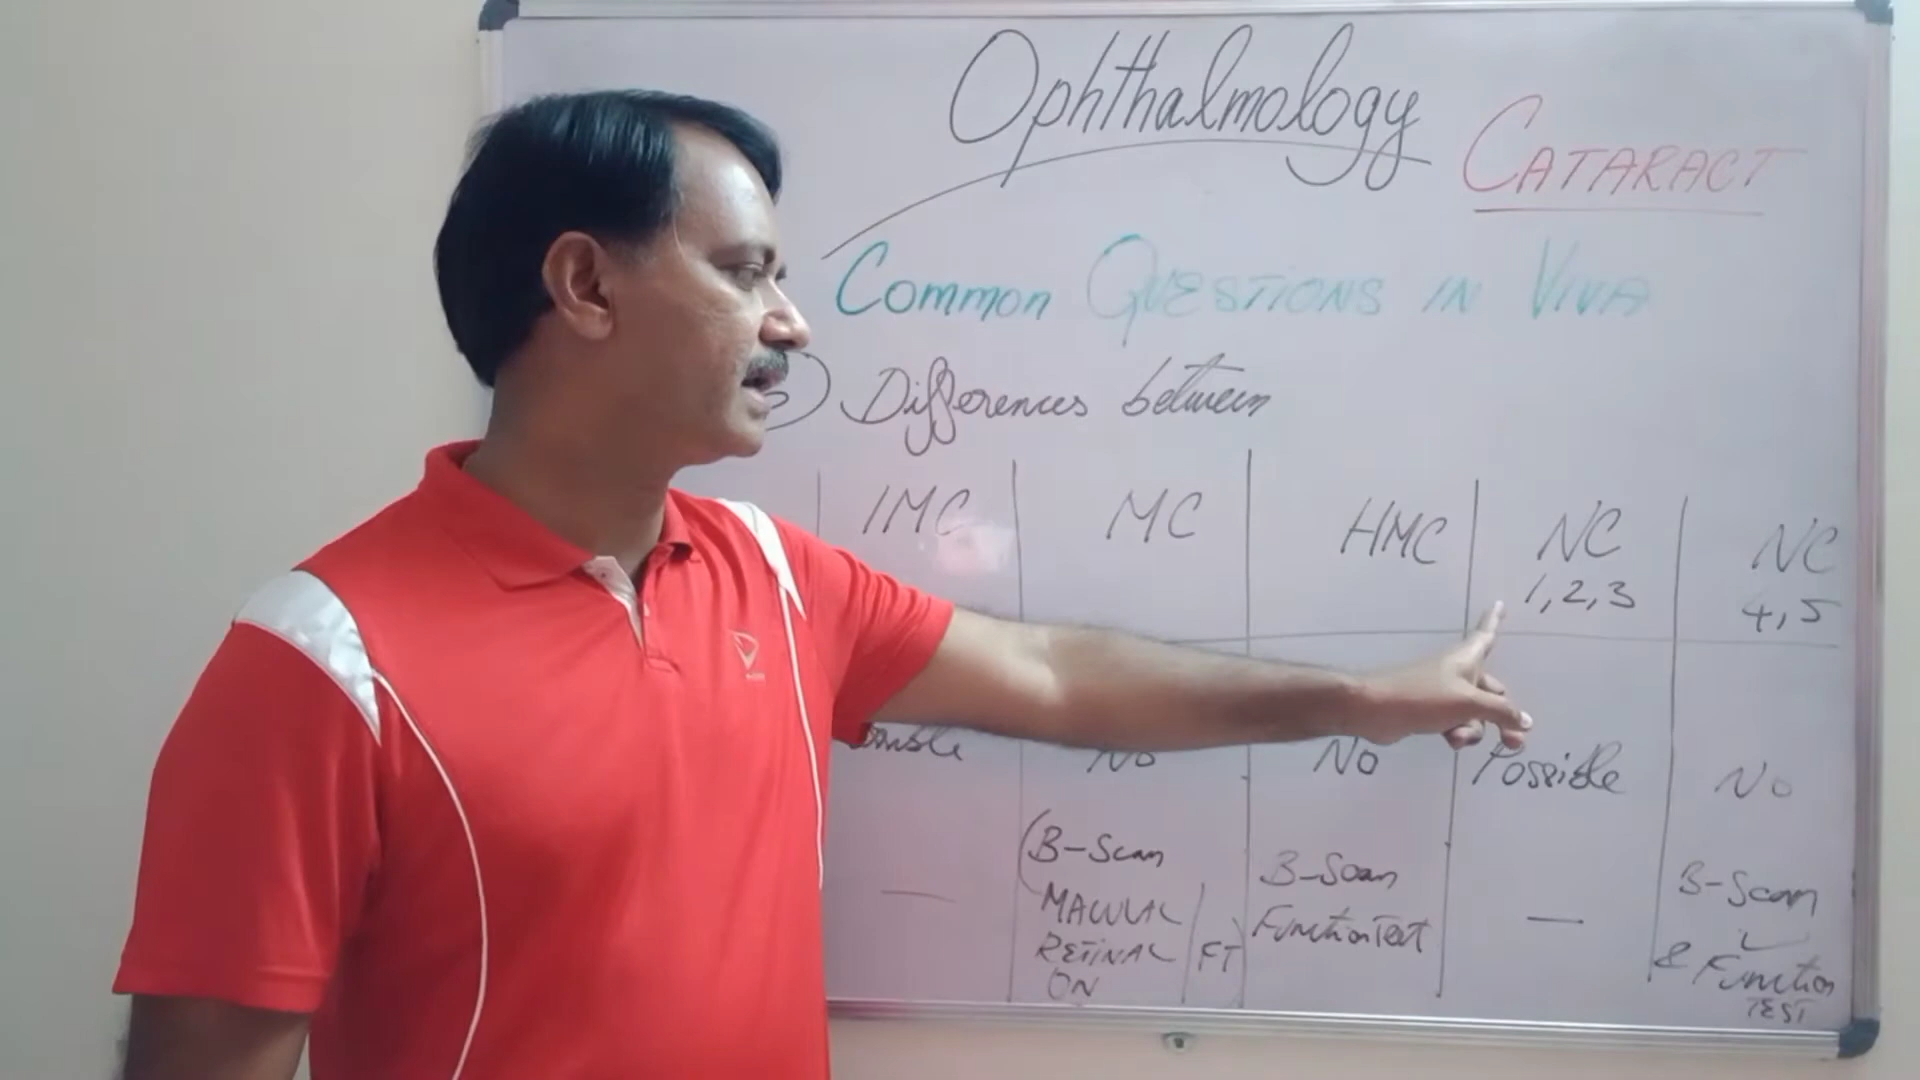 Ophthalmology
CATARACT
Common QUESTIONS IN VIVA
Differences between
IMC MC HMC NC 1,2,3 NC 4,5
No No Possible No
— B-Scan MACULAR RETINAL ON FT B-Scan Function Test — B-Scan & Function TEST